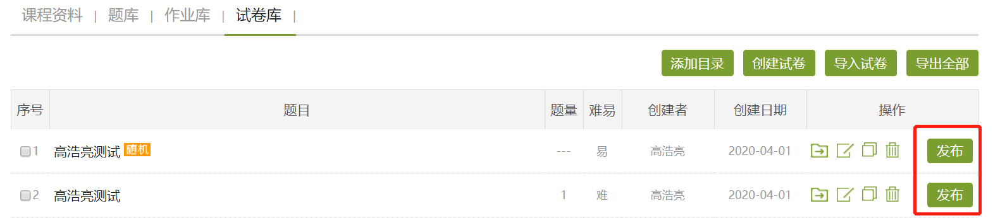 课程资料 | 题库 | 作业库 | 试卷库 |
添加目录 创建试卷 导入试卷 导出全部
序号 题目 题量 难易 创建者 创建日期 操作
1 高浩亮测试 随机 --- 易 高浩亮 2020-04-01 发布
2 高浩亮测试 1 难 高浩亮 2020-04-01 发布